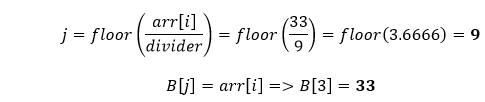 j = floor(arr[i]/divider) = floor(33/9) = floor(3.6666) = 9
B[j] = arr[i] => B[3] = 33